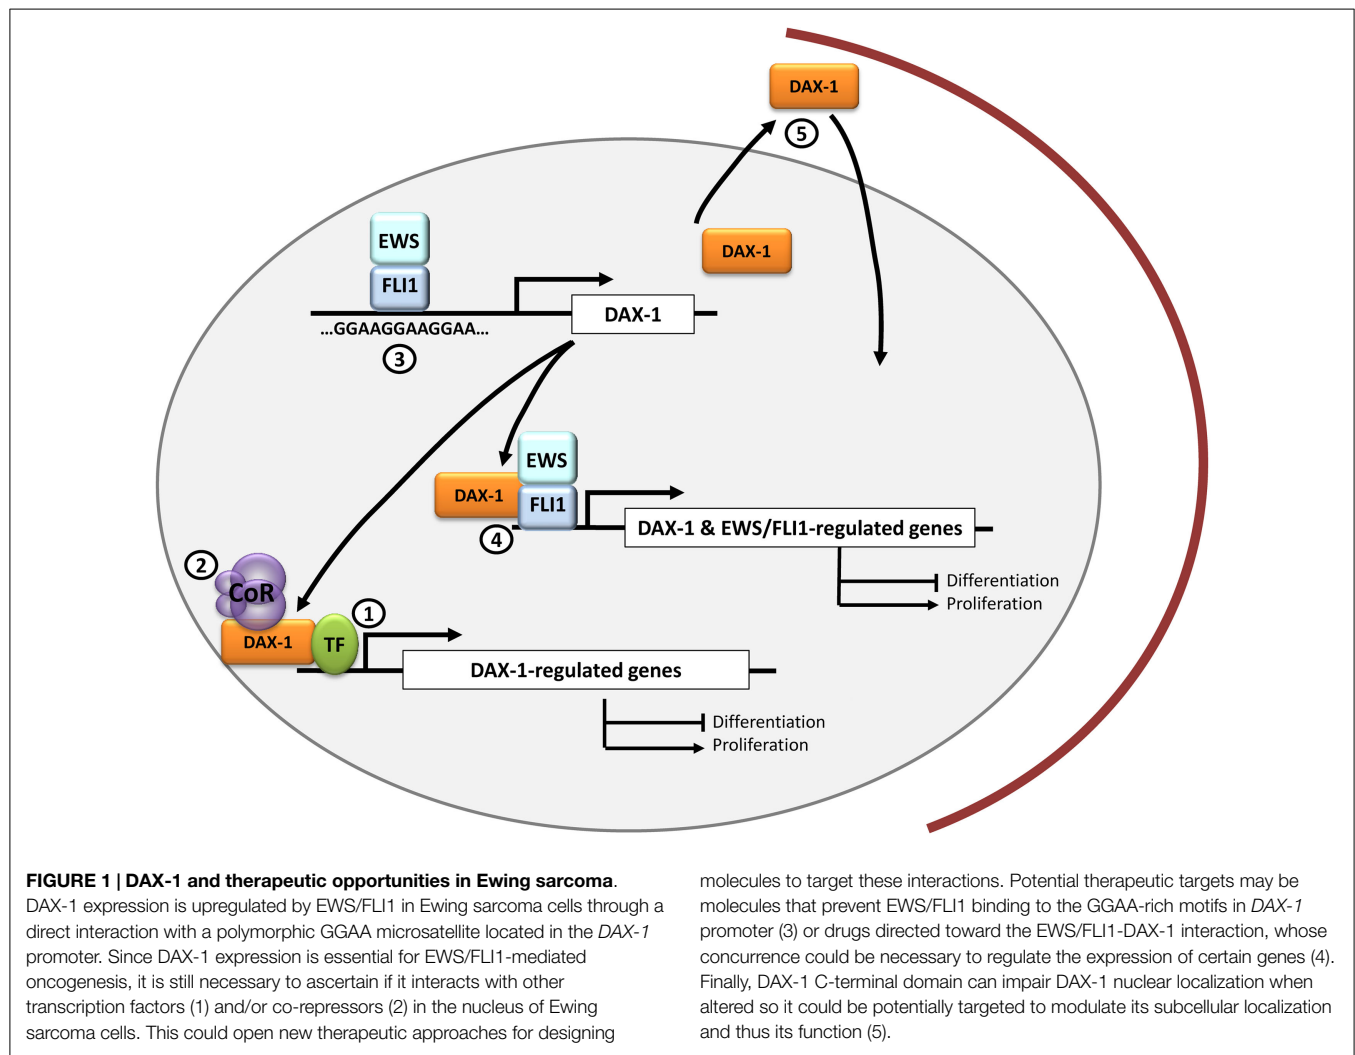 DAX-1
5
EWS
FLI1
DAX-1
DAX-1
...GGAAGGAAGGAA...
3
EWS
DAX-1
FLI1
4
DAX-1 & EWS/FLI1-regulated genes
Differentiation
Proliferation
2
CoR
1
DAX-1
TF
DAX-1-regulated genes
Differentiation
Proliferation
FIGURE 1 | DAX-1 and therapeutic opportunities in Ewing sarcoma.
DAX-1 expression is upregulated by EWS/FLI1 in Ewing sarcoma cells through a
direct interaction with a polymorphic GGAA microsatellite located in the DAX-1
promoter. Since DAX-1 expression is essential for EWS/FLI1-mediated
oncogenesis, it is still necessary to ascertain if it interacts with other
transcription factors (1) and/or co-repressors (2) in the nucleus of Ewing
sarcoma cells. This could open new therapeutic approaches for designing
molecules to target these interactions. Potential therapeutic targets may be
molecules that prevent EWS/FLI1 binding to the GGAA-rich motifs in DAX-1
promoter (3) or drugs directed toward the EWS/FLI1-DAX-1 interaction, whose
concurrence could be necessary to regulate the expression of certain genes (4).
Finally, DAX-1 C-terminal domain can impair DAX-1 nuclear localization when
altered so it could be potentially targeted to modulate its subcellular localization
and thus its function (5).